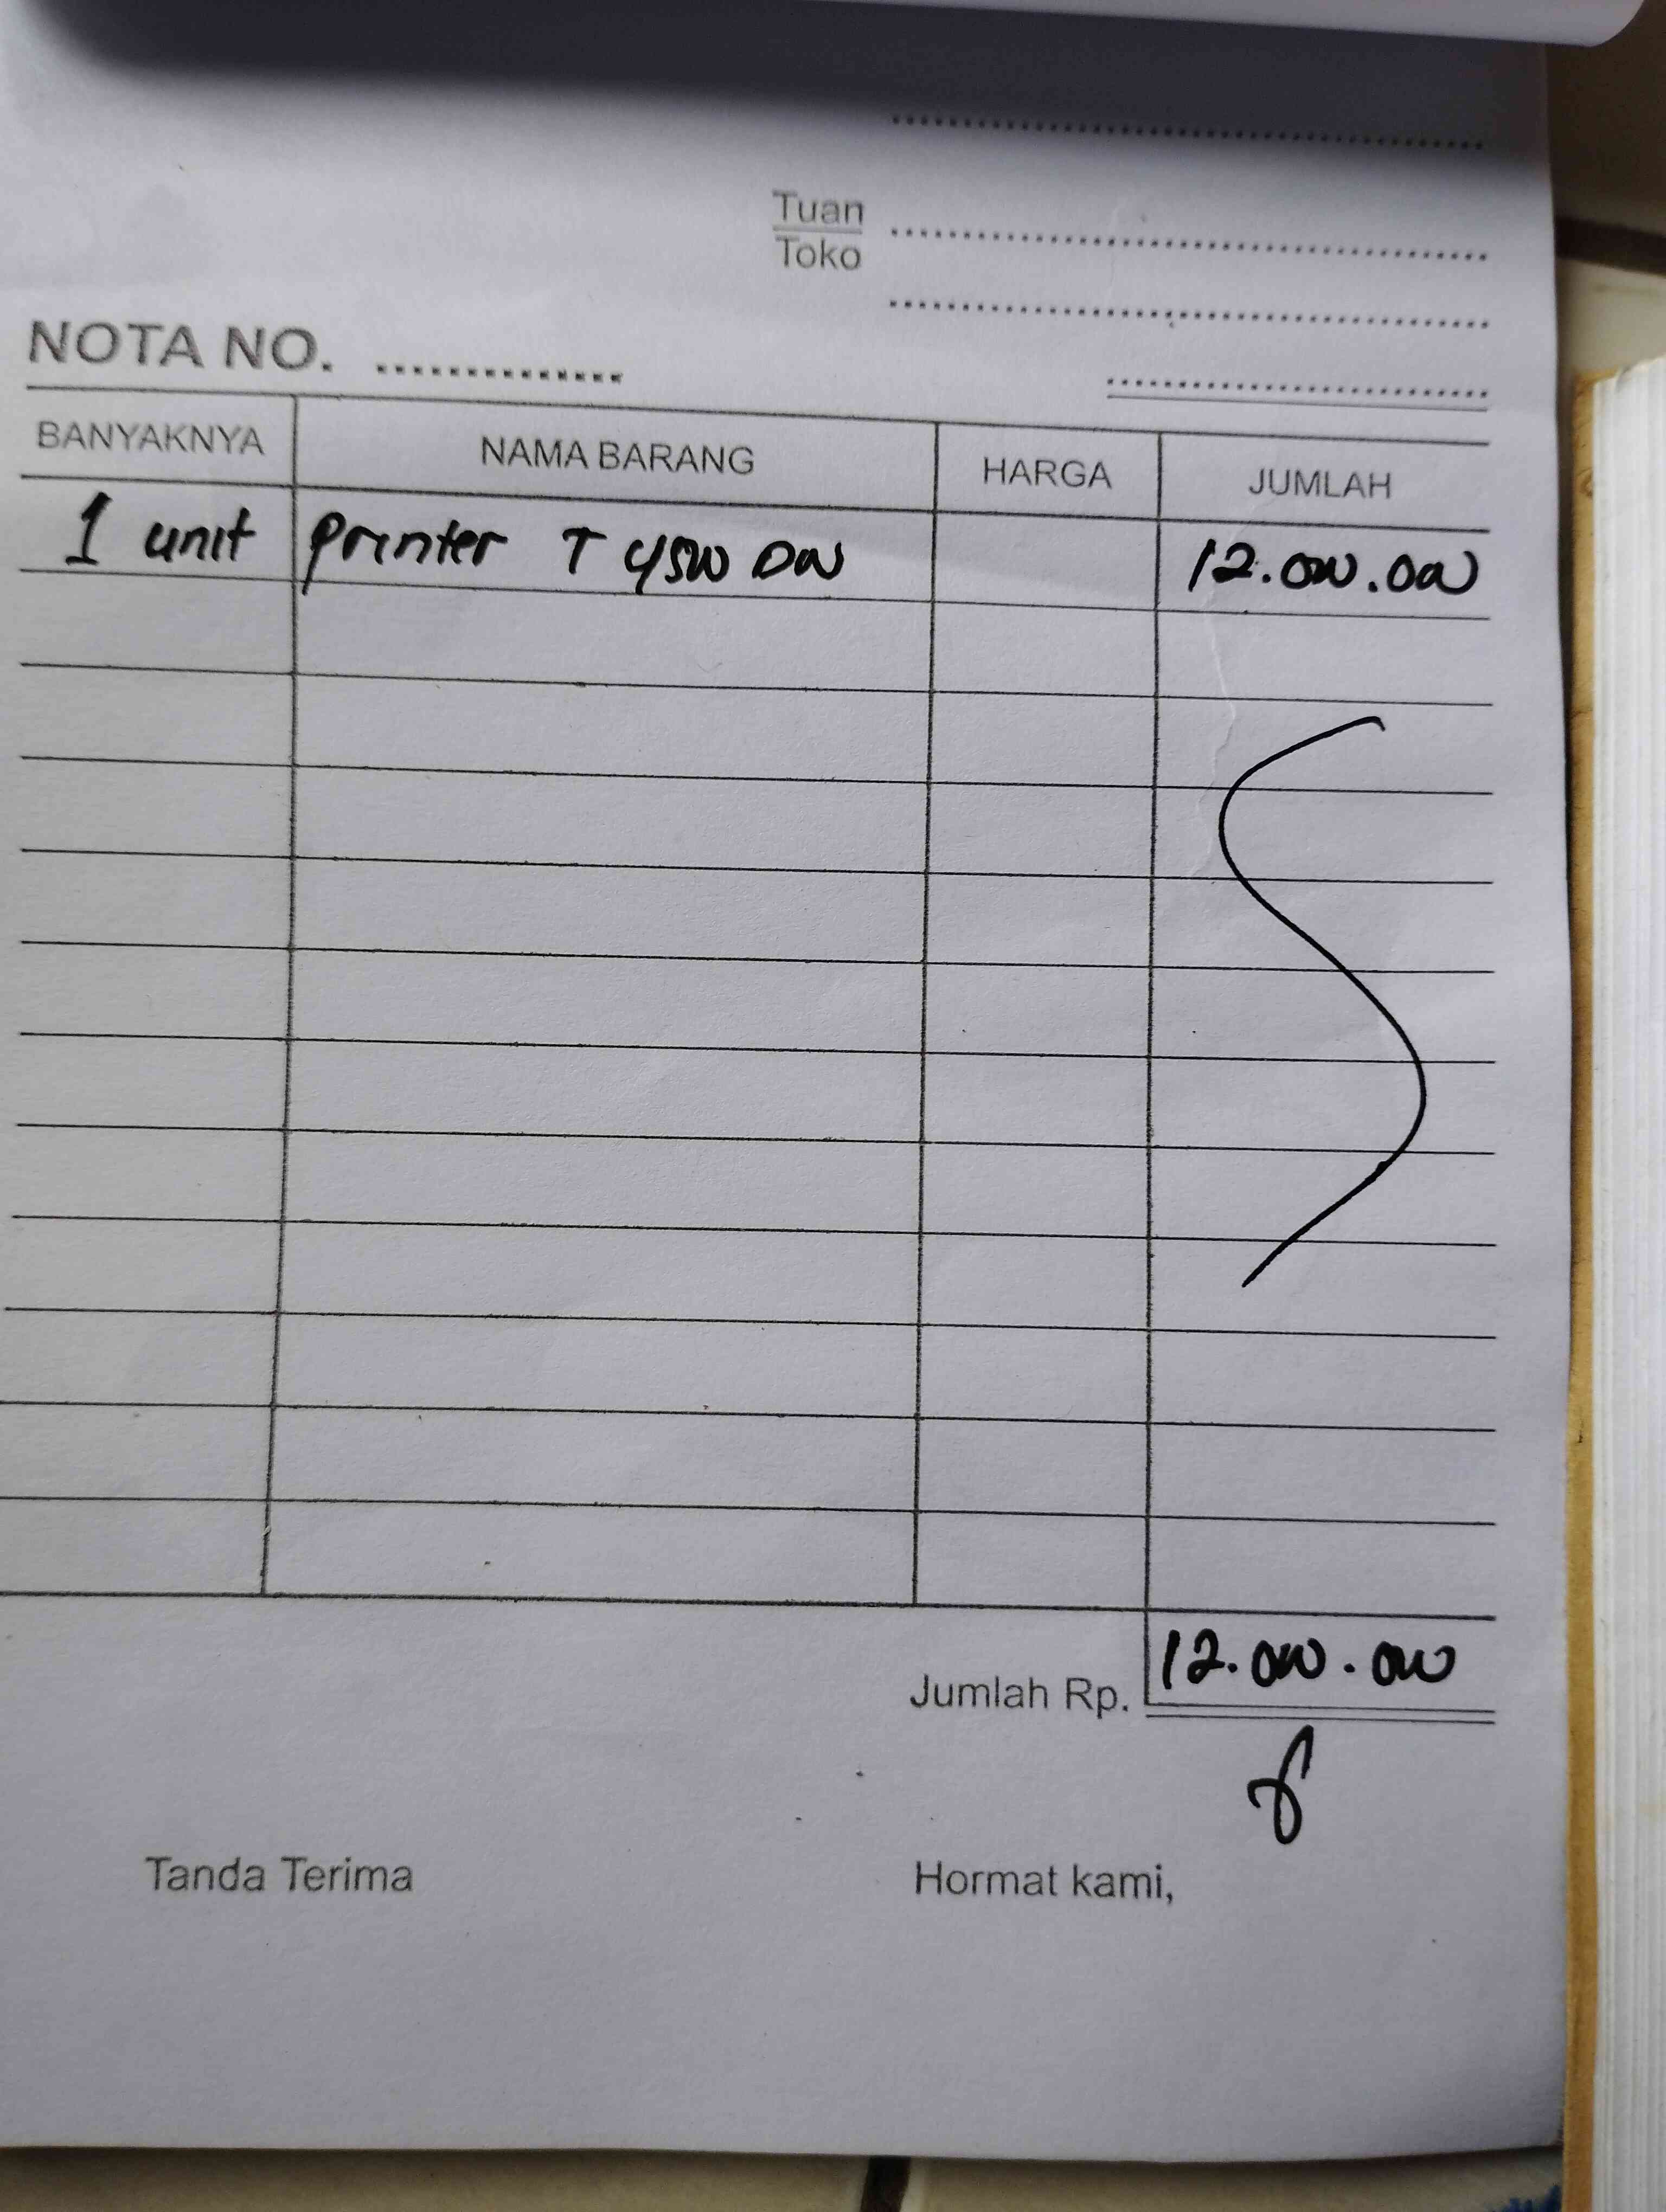 Tuan
Toko
NOTA NO. ..............
BANYAKNYA NAMA BARANG HARGA JUMLAH
1 unit printer T 4500 DW 12.000.000
Jumlah Rp. 12.000.000
Tanda Terima Hormat kami,